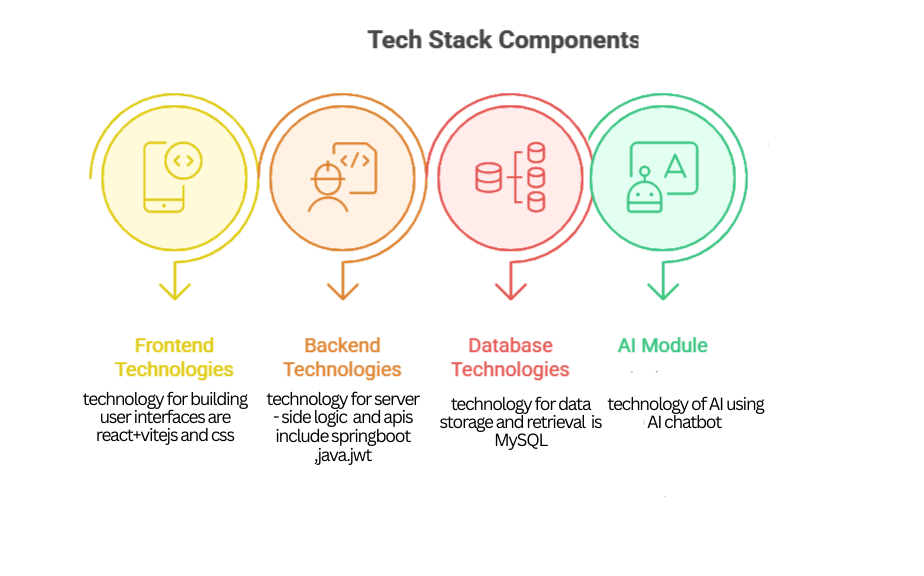 Tech Stack Components
</>
A
Frontend
Technologies
technology for building
user interfaces are
react+vitejs and css
Backend
Technologies
technology for server
- side logic and apis
include springboot
,java.jwt
Database
Technologies
technology for data
storage and retrieval is
MySQL
AI Module
technology of AI using
AI chatbot